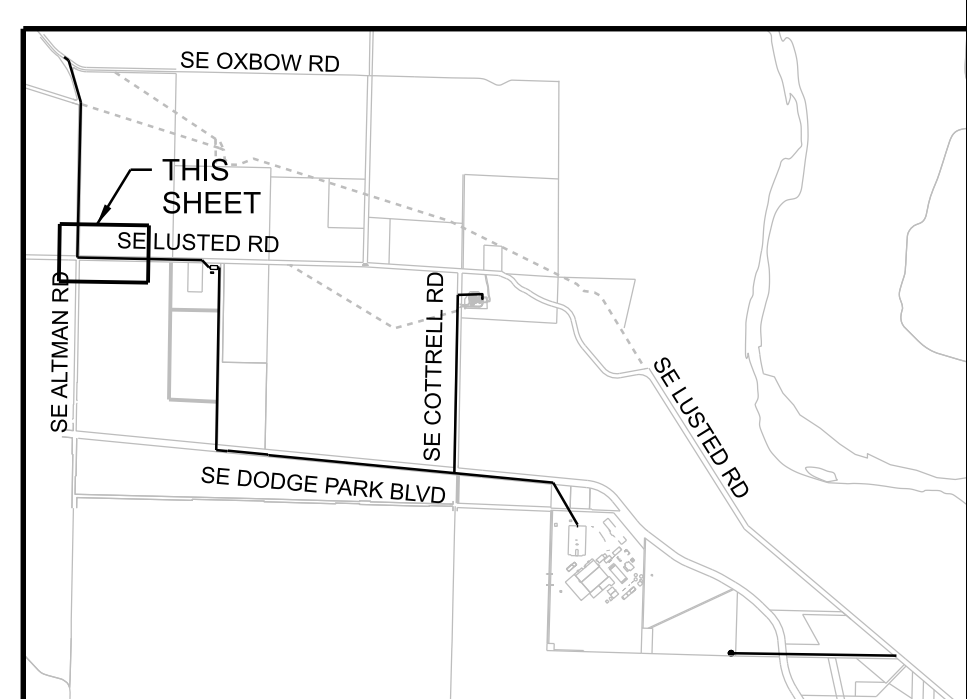 SE OXBOW RD
THIS
SHEET
SE LUSTED RD
SE ALTMAN RD
SE COTTRELL RD
SE LUSTED RD
SE DODGE PARK BLVD